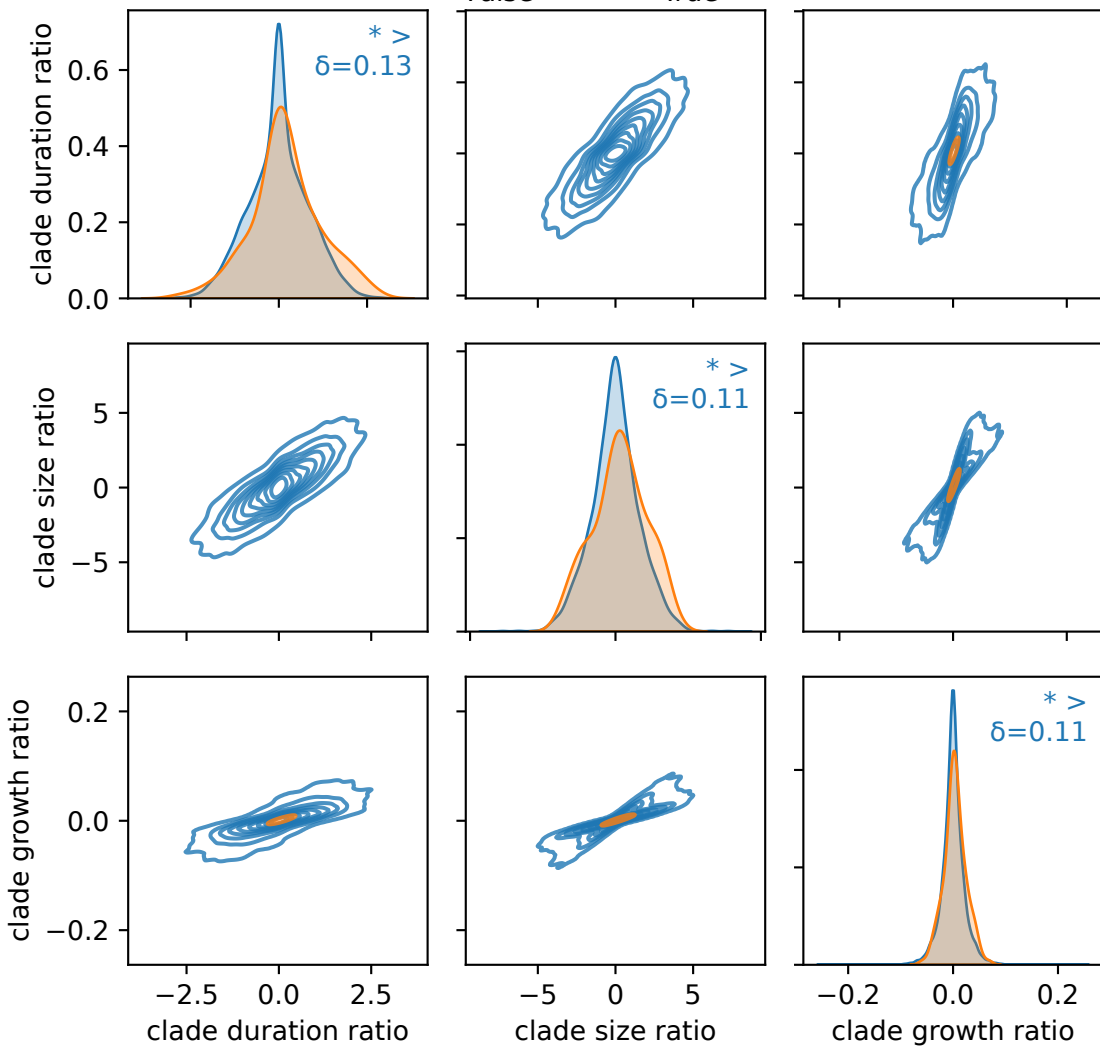 clade duration ratio
0.6
0.4
0.2
0.0
* >
δ=0.13
clade size ratio
5
0
−5
* >
δ=0.11
clade growth ratio
0.2
0.0
−0.2
* >
δ=0.11
−2.5 0.0 2.5
−5 0 5
−0.2 0.0 0.2
clade duration ratio
clade size ratio
clade growth ratio